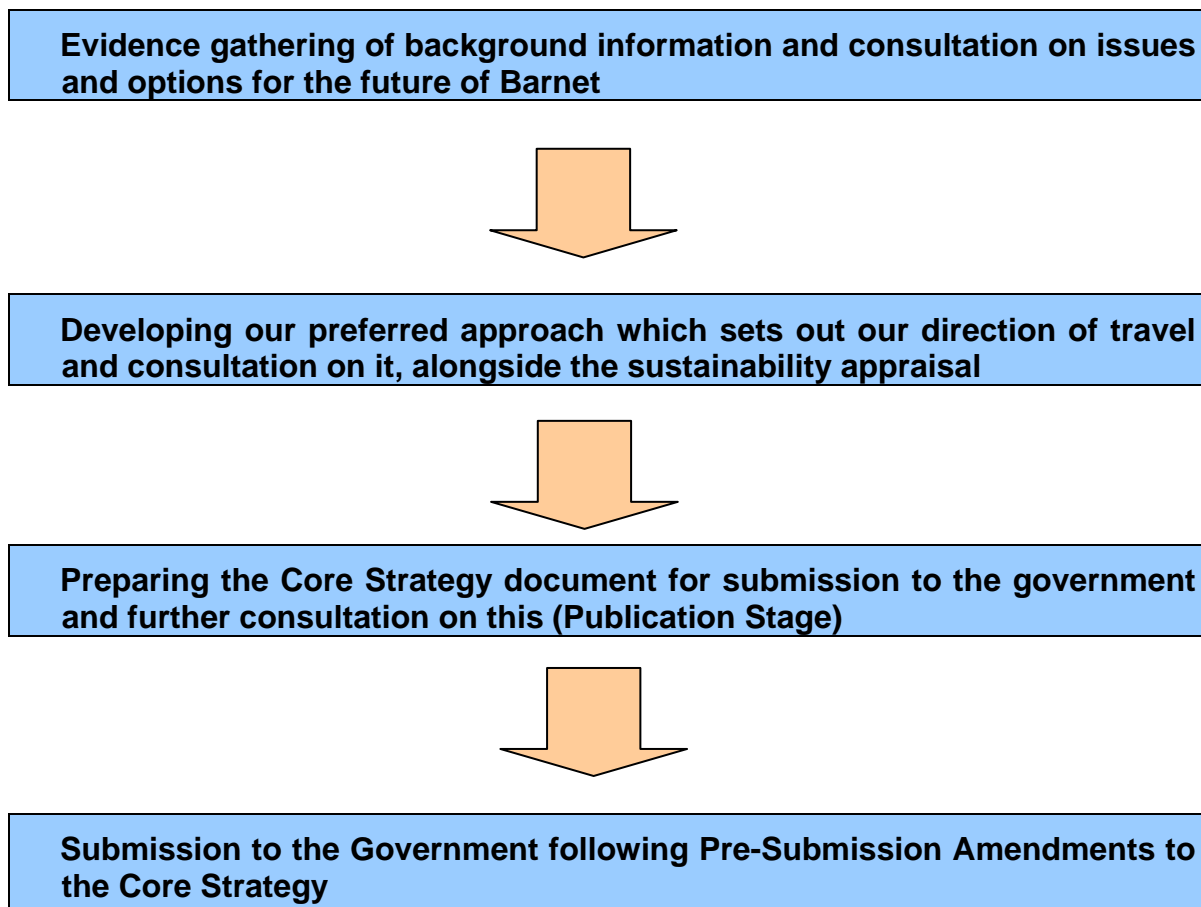 Evidence gathering of background information and consultation on issues
and options for the future of Barnet
Developing our preferred approach which sets out our direction of travel
and consultation on it, alongside the sustainability appraisal
Preparing the Core Strategy document for submission to the government
and further consultation on this (Publication Stage)
Submission to the Government following Pre-Submission Amendments to
the Core Strategy